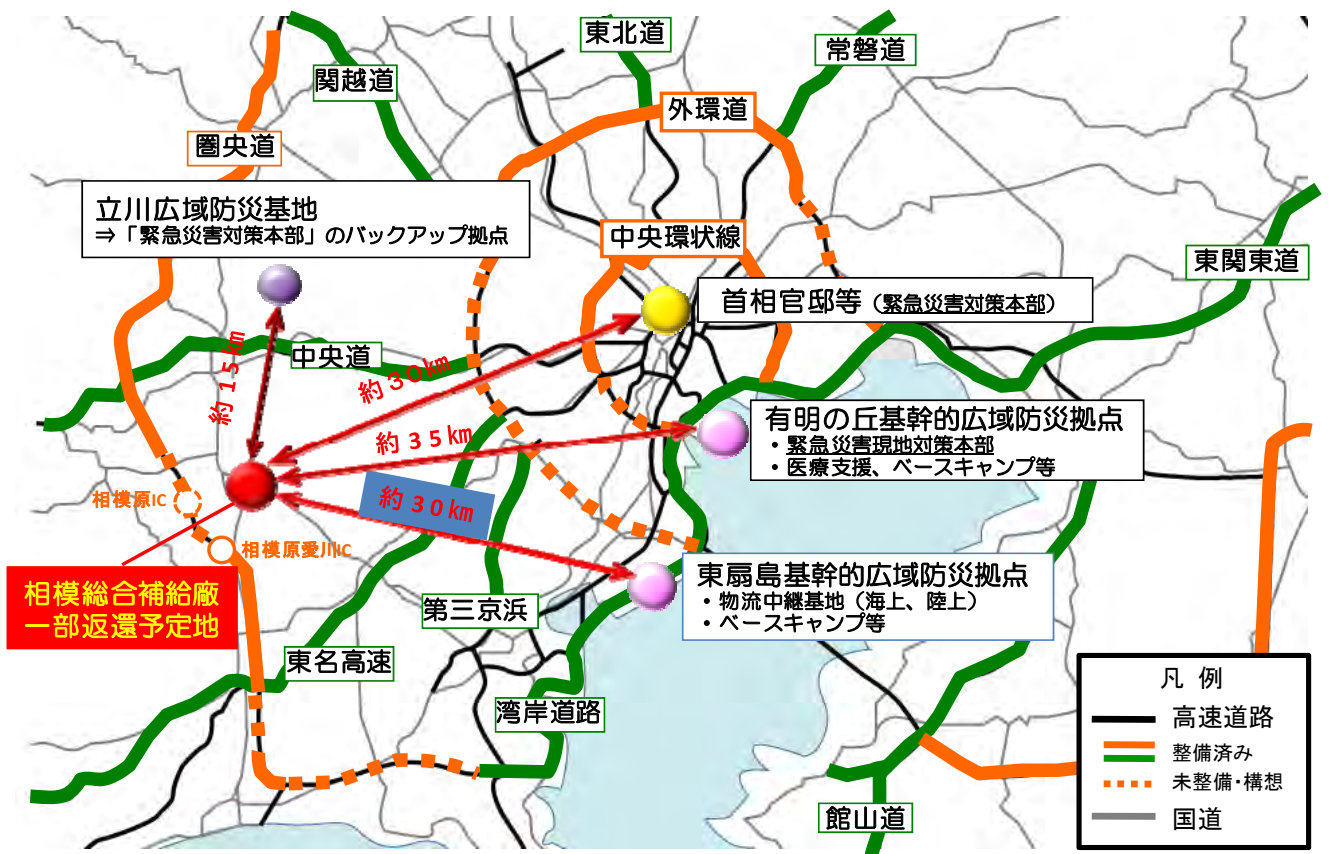 東北道
常磐道
関越道
外環道
圏央道
立川広域防災基地
⇒「緊急災害対策本部」のバックアップ拠点
中央環状線
東関東道
首相官邸等（緊急災害対策本部）
中央道
約15km
約30km
約35km
有明の丘基幹的広域防災拠点
・緊急災害現地対策本部
・医療支援、ベースキャンプ等
約30km
相模原IC
相模原愛川IC
東扇島基幹的広域防災拠点
・物流中継基地（海上、陸上）
・ベースキャンプ等
相模総合補給廠
一部返還予定地
第三京浜
東名高速
湾岸道路
館山道
凡例
高速道路
整備済み
未整備・構想
国道